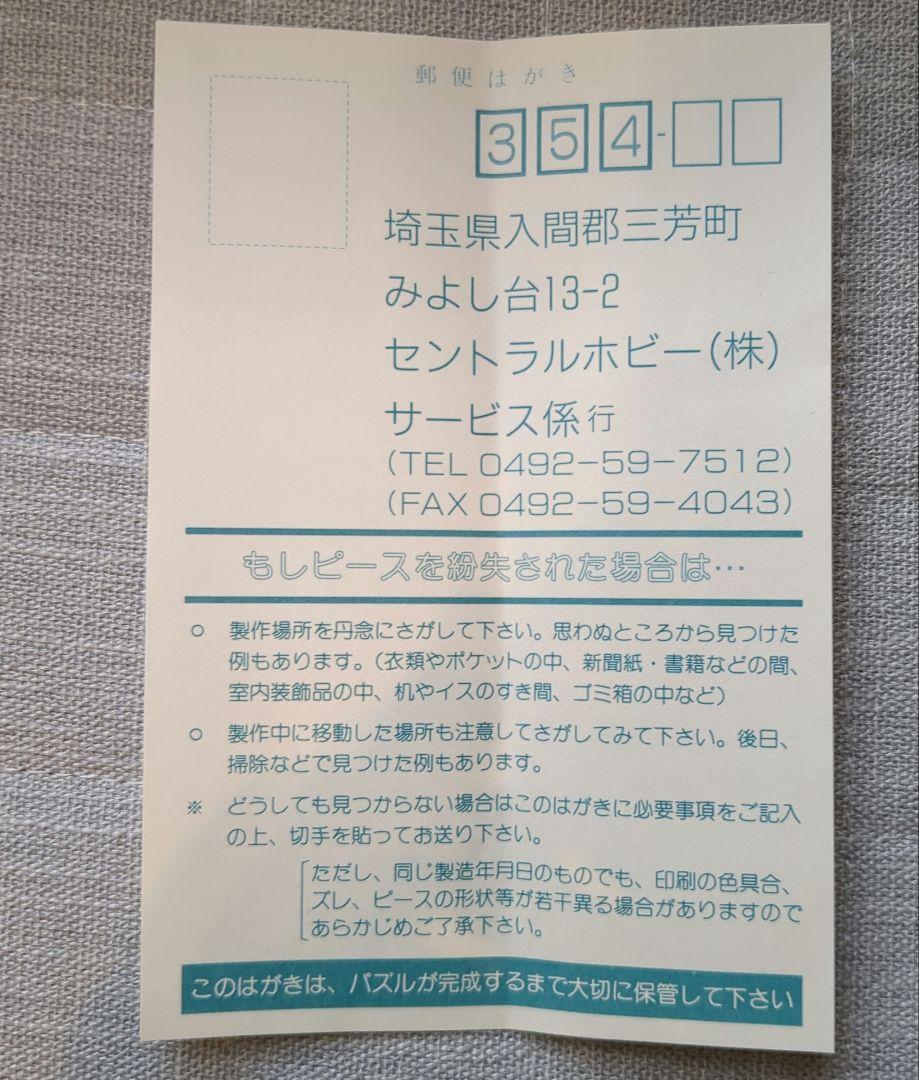 郵便はがき
354-
埼玉県入間郡三芳町
みよし台13-2
セントラルホビー(株)
サービス係行
(TEL 0492-59-7512)
(FAX 0492-59-4043)
もしピースを紛失された場合は…
○ 製作場所を丹念にさがして下さい。思わぬところから見つけた
例もあります。(衣類やポケットの中、新聞紙・書籍などの間、
室内装飾品の中、机やイスのすき間、ゴミ箱の中など)
○ 製作中に移動した場所も注意してさがしてみて下さい。後日、
掃除などで見つけた例もあります。
※ どうしても見つからない場合はこのはがきに必要事項をご記入
の上、切手を貼ってお送り下さい。
ただし、同じ製造年月日のものでも、印刷の色具合、
ズレ、ピースの形状等が若干異る場合がありますので
あらかじめご了承下さい。
このはがきは、パズルが完成するまで大切に保管して下さい